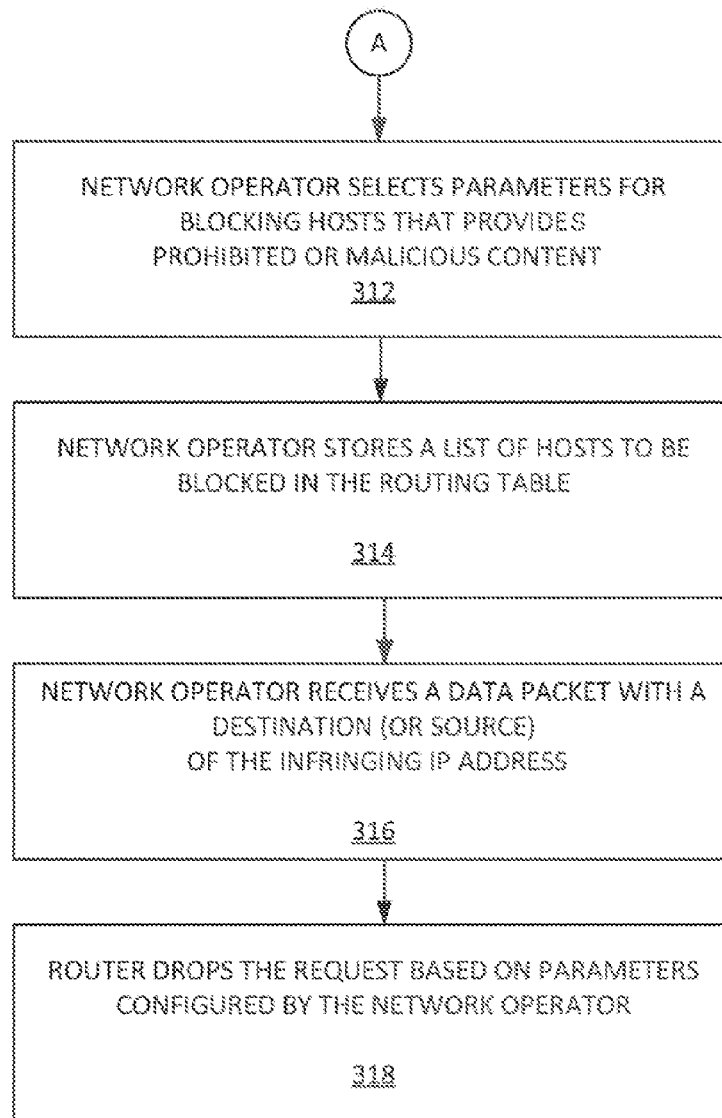 A
NETWORK OPERATOR SELECTS PARAMETERS FOR
BLOCKING HOSTS THAT PROVIDES
PROHIBITED OR MALICIOUS CONTENT
312
NETWORK OPERATOR STORES A LIST OF HOSTS TO BE
BLOCKED IN THE ROUTING TABLE
314
NETWORK OPERATOR RECEIVES A DATA PACKET WITH A
DESTINATION (OR SOURCE)
OF THE INFRINGING IP ADDRESS
316
ROUTER DROPS THE REQUEST BASED ON PARAMETERS
CONFIGURED BY THE NETWORK OPERATOR
318